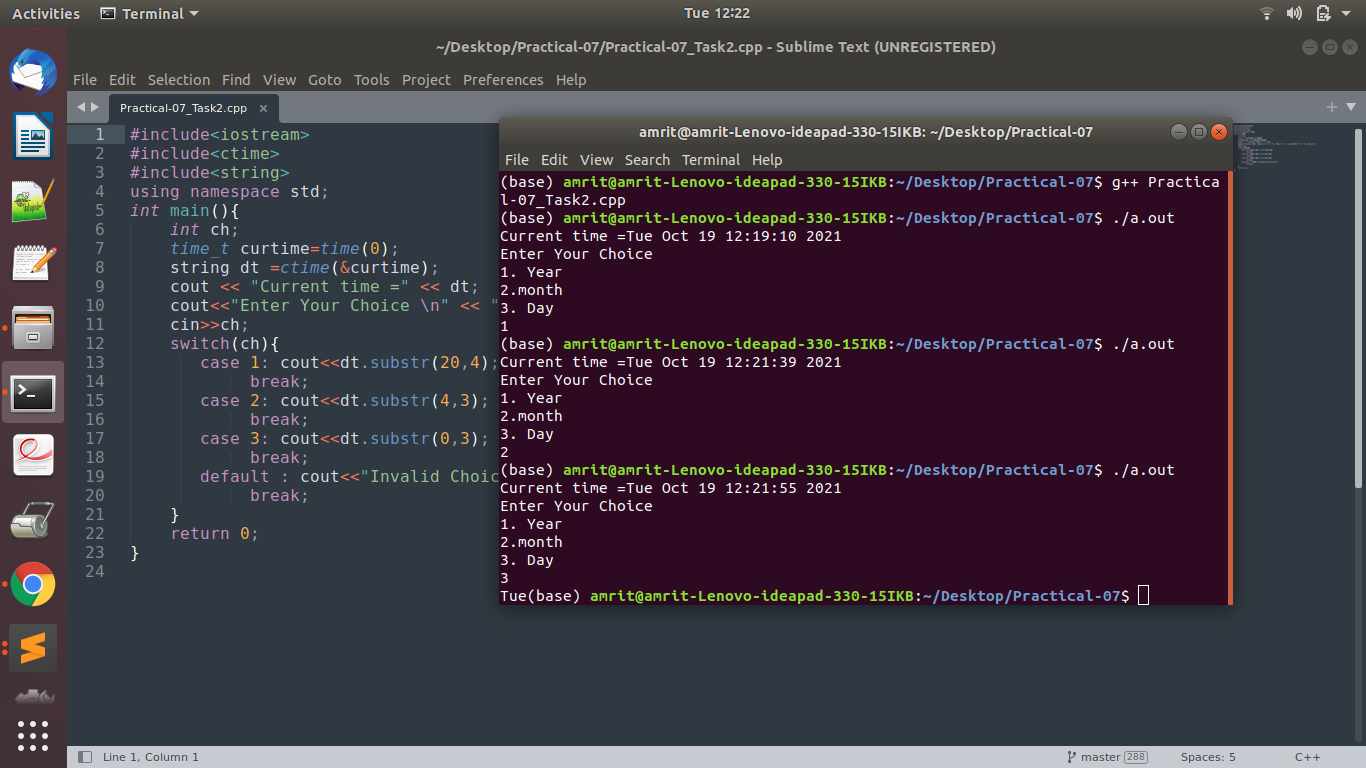 Activities Terminal Tue 12:22
~/Desktop/Practical-07/Practical-07_Task2.cpp - Sublime Text (UNREGISTERED)
File Edit Selection Find View Goto Tools Project Preferences Help
Practical-07_Task2.cpp ×
1 #include<iostream>
2 #include<ctime>
3 #include<string>
4 using namespace std;
5 int main(){
6 int ch;
7 time_t curtime=time(0);
8 string dt =ctime(&curtime);
9 cout << "Current time =" << dt;
10 cout<<"Enter Your Choice \n" << "
11 cin>>ch;
12 switch(ch){
13 case 1: cout<<dt.substr(20,4);
14 break;
15 case 2: cout<<dt.substr(4,3);
16 break;
17 case 3: cout<<dt.substr(0,3);
18 break;
19 default : cout<<"Invalid Choic
20 break;
21 }
22 return 0;
23 }
24
amrit@amrit-Lenovo-ideapad-330-15IKB: ~/Desktop/Practical-07
File Edit View Search Terminal Help
(base) amrit@amrit-Lenovo-ideapad-330-15IKB:~/Desktop/Practical-07$ g++ Practica
l-07_Task2.cpp
(base) amrit@amrit-Lenovo-ideapad-330-15IKB:~/Desktop/Practical-07$ ./a.out
Current time =Tue Oct 19 12:19:10 2021
Enter Your Choice
1. Year
2.month
3. Day
1
(base) amrit@amrit-Lenovo-ideapad-330-15IKB:~/Desktop/Practical-07$ ./a.out
Current time =Tue Oct 19 12:21:39 2021
Enter Your Choice
1. Year
2.month
3. Day
2
(base) amrit@amrit-Lenovo-ideapad-330-15IKB:~/Desktop/Practical-07$ ./a.out
Current time =Tue Oct 19 12:21:55 2021
Enter Your Choice
1. Year
2.month
3. Day
3
Tue(base) amrit@amrit-Lenovo-ideapad-330-15IKB:~/Desktop/Practical-07$
Line 1, Column 1 master 288 Spaces: 5 C++